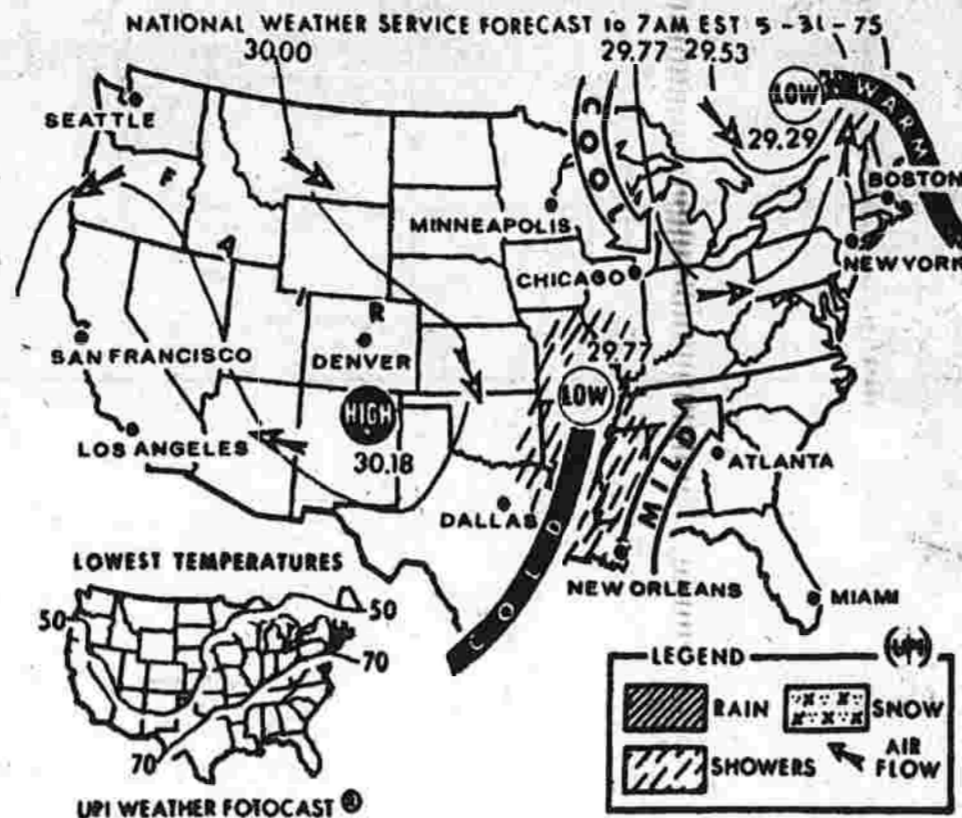 NATIONAL WEATHER SERVICE FORECAST to 7AM EST 5-31-75
30.00 29.77 29.53
LOW
WARM
SEATTLE
COOL
29.29
F
BOSTON
MINNEAPOLIS
A
NEW YORK
CHICAGO
I
R
SAN FRANCISCO
DENVER
29.77
HIGH
LOW
LOS ANGELES
30.18
MILD
ATLANTA
DALLAS
COLD
LOWEST TEMPERATURES
NEW ORLEANS
MIAMI
50
50
70
70
UPI WEATHER FOTOCAST ®
LEGEND
UPI
RAIN
SNOW
SHOWERS
AIR
FLOW